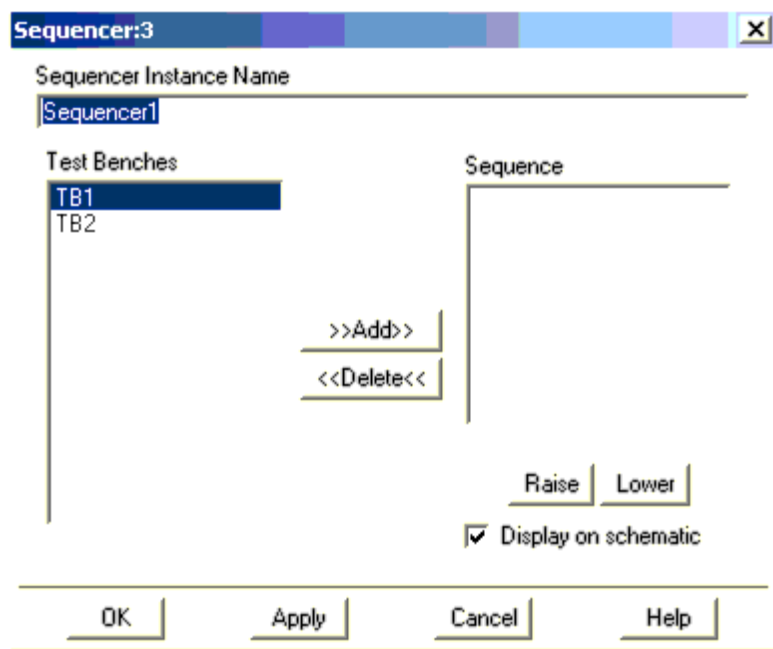 Sequencer:3
Sequencer Instance Name
Sequencer1
Test Benches
TB1
TB2
Sequence
>>Add>>
<<Delete<<
Raise Lower
Display on schematic
OK Apply Cancel Help